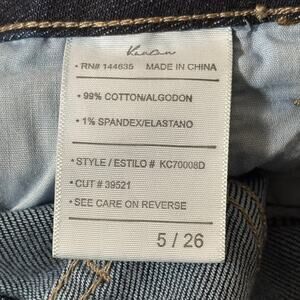 KanCan
• RN# 144635 MADE IN CHINA
• 99% COTTON/ALGODON
• 1% SPANDEX/ELASTANO
• STYLE / ESTILO # KC70008D
• CUT # 39521
• SEE CARE ON REVERSE
5 / 26